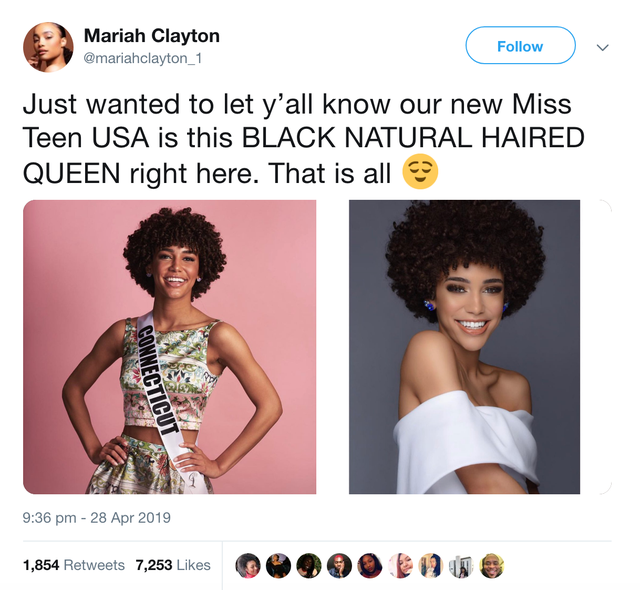 Mariah Clayton
@mariahclayton_1
Follow
Just wanted to let y’all know our new Miss
Teen USA is this BLACK NATURAL HAIRED
QUEEN right here. That is all 😌
CONNECTICUT
9:36 pm - 28 Apr 2019
1,854 Retweets 7,253 Likes